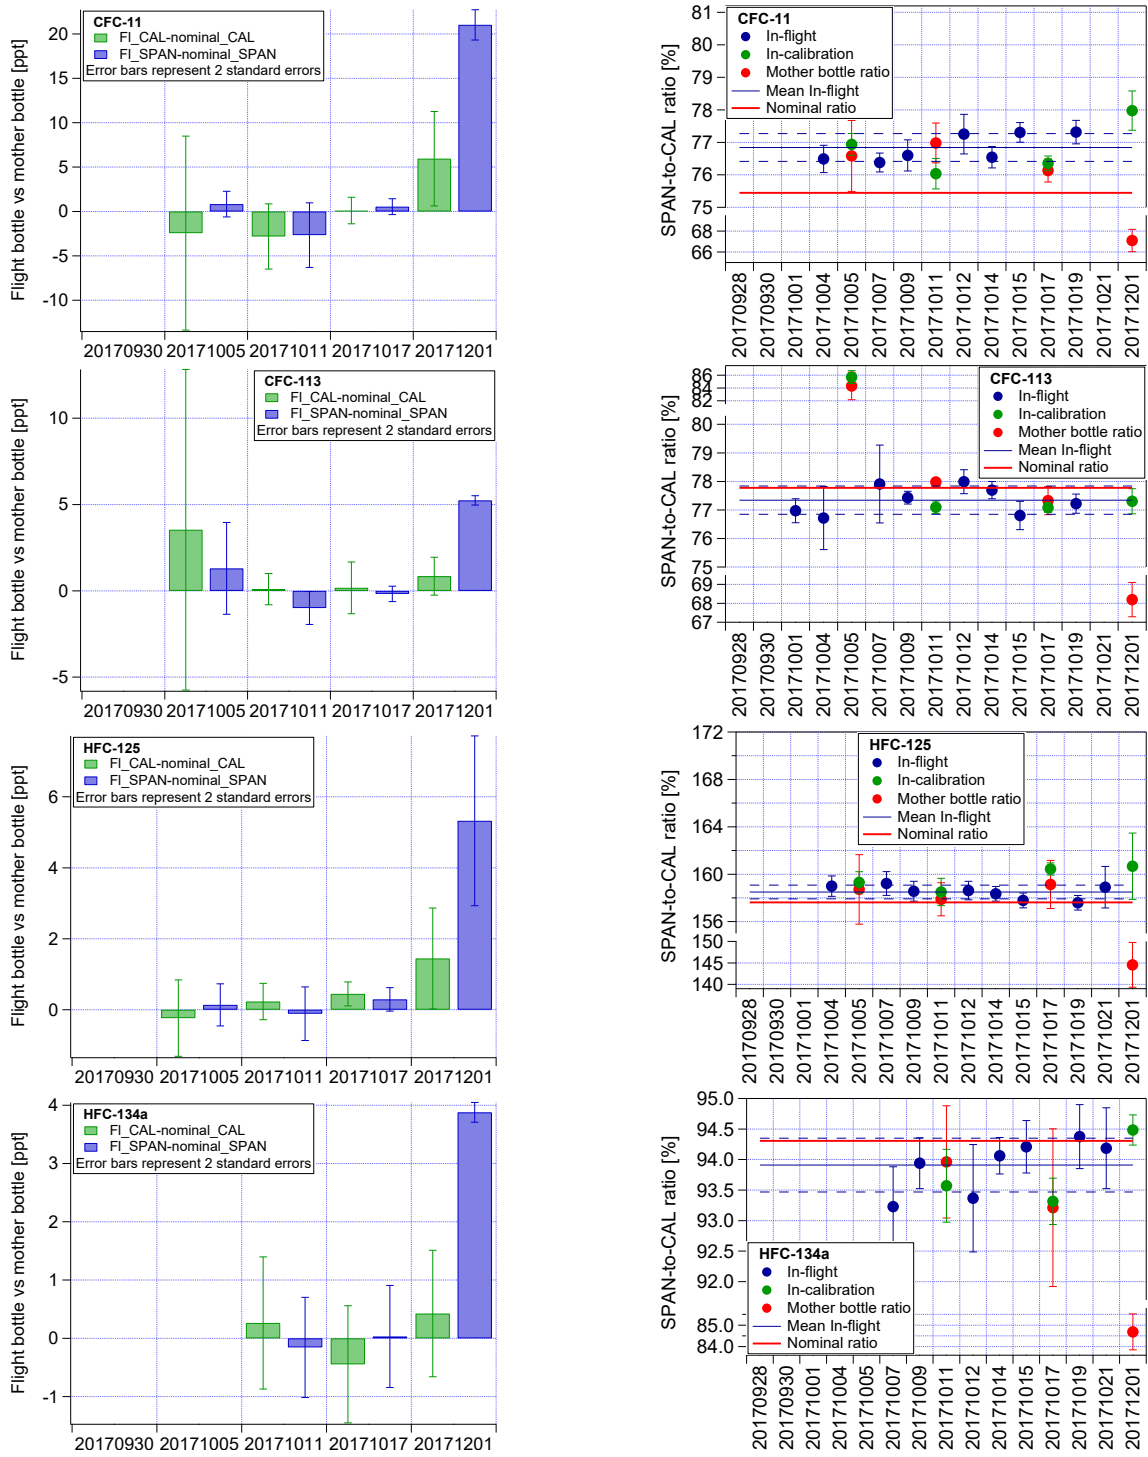 CFC-11
FI_CAL-nominal_CAL
FI_SPAN-nominal_SPAN
Error bars represent 2 standard errors
Flight bottle vs mother bottle [ppt]
20
15
10
5
0
-5
-10
20170930 20171005 20171011 20171017 20171201
CFC-11
In-flight
In-calibration
Mother bottle ratio
Mean In-flight
Nominal ratio
SPAN-to-CAL ratio [%]
81
80
79
78
77
76
75
68
66
20170928
20170930
20171001
20171004
20171005
20171007
20171009
20171011
20171012
20171014
20171015
20171017
20171019
20171021
20171201
CFC-113
FI_CAL-nominal_CAL
FI_SPAN-nominal_SPAN
Error bars represent 2 standard errors
Flight bottle vs mother bottle [ppt]
10
5
0
-5
20170930 20171005 20171011 20171017 20171201
CFC-113
In-flight
In-calibration
Mother bottle ratio
Mean In-flight
Nominal ratio
SPAN-to-CAL ratio [%]
86
84
82
80
79
78
77
76
75
69
68
67
20170928
20170930
20171001
20171004
20171005
20171007
20171009
20171011
20171012
20171014
20171015
20171017
20171019
20171021
20171201
HFC-125
FI_CAL-nominal_CAL
FI_SPAN-nominal_SPAN
Error bars represent 2 standard errors
Flight bottle vs mother bottle [ppt]
6
4
2
0
20170930 20171005 20171011 20171017 20171201
HFC-125
In-flight
In-calibration
Mother bottle ratio
Mean In-flight
Nominal ratio
SPAN-to-CAL ratio [%]
172
168
164
160
156
150
145
140
20170928
20170930
20171001
20171004
20171005
20171007
20171009
20171011
20171012
20171014
20171015
20171017
20171019
20171021
20171201
HFC-134a
FI_CAL-nominal_CAL
FI_SPAN-nominal_SPAN
Error bars represent 2 standard errors
Flight bottle vs mother bottle [ppt]
4
3
2
1
0
-1
20170930 20171005 20171011 20171017 20171201
HFC-134a
In-flight
In-calibration
Mother bottle ratio
Mean In-flight
Nominal ratio
SPAN-to-CAL ratio [%]
95.0
94.5
94.0
93.5
93.0
92.5
92.0
85.0
84.0
20170928
20170930
20171001
20171004
20171005
20171007
20171009
20171011
20171012
20171014
20171015
20171017
20171019
20171021
20171201